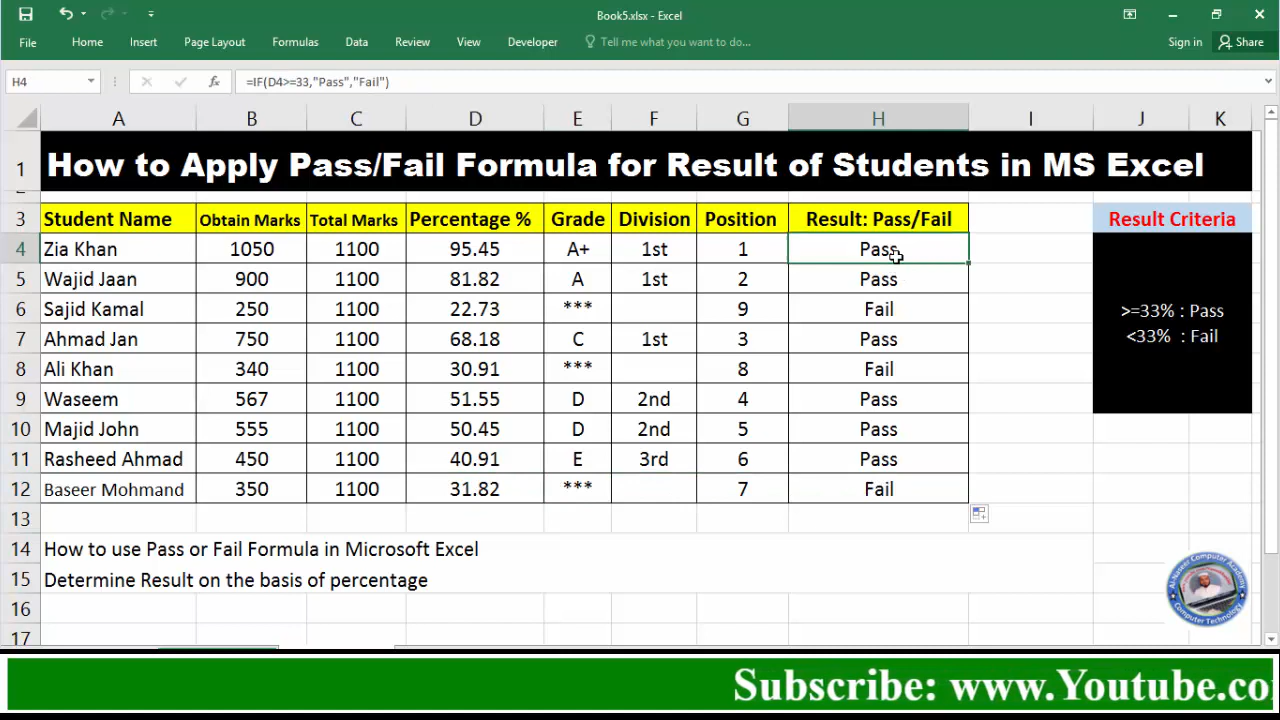 Book5.xlsx - Excel
File Home Insert Page Layout Formulas Data Review View Developer Tell me what you want to do... Sign in Share
H4 fx =IF(D4>=33,"Pass","Fail")
A B C D E F G H I J K
1 How to Apply Pass/Fail Formula for Result of Students in MS Excel
2
3 Student Name Obtain Marks Total Marks Percentage % Grade Division Position Result: Pass/Fail Result Criteria
4 Zia Khan 1050 1100 95.45 A+ 1st 1 Pass
5 Wajid Jaan 900 1100 81.82 A 1st 2 Pass
6 Sajid Kamal 250 1100 22.73 *** 9 Fail >=33% : Pass
7 Ahmad Jan 750 1100 68.18 C 1st 3 Pass <33% : Fail
8 Ali Khan 340 1100 30.91 *** 8 Fail
9 Waseem 567 1100 51.55 D 2nd 4 Pass
10 Majid John 555 1100 50.45 D 2nd 5 Pass
11 Rasheed Ahmad 450 1100 40.91 E 3rd 6 Pass
12 Baseer Mohmand 350 1100 31.82 *** 7 Fail
13
14 How to use Pass or Fail Formula in Microsoft Excel
15 Determine Result on the basis of percentage
16
17
Computer Academy
Computer Technology
Subscribe: www.Youtube.co